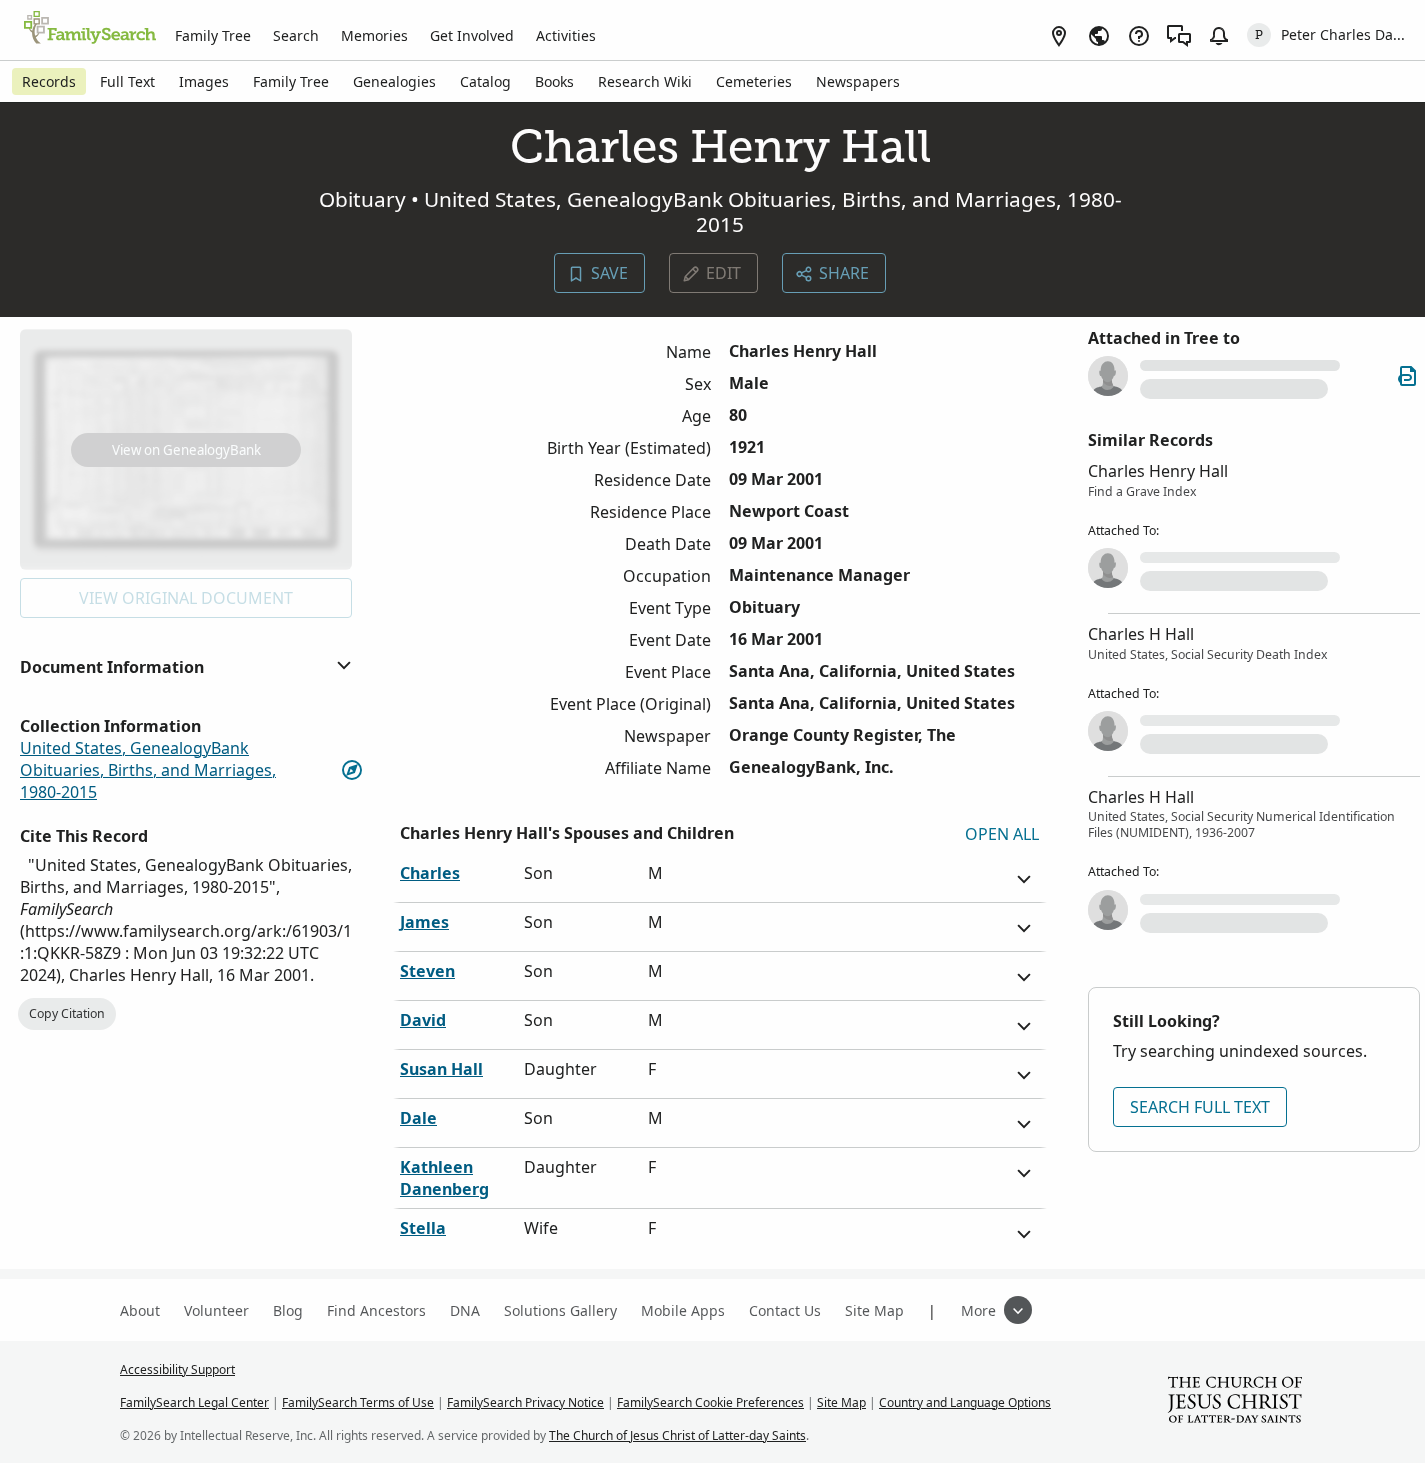 FamilySearch Family Tree Search Memories Get Involved Activities P Peter Charles Da...
Records Full Text Images Family Tree Genealogies Catalog Books Research Wiki Cemeteries Newspapers
Charles Henry Hall
Obituary • United States, GenealogyBank Obituaries, Births, and Marriages, 1980-
2015
SAVE EDIT SHARE
View on GenealogyBank
VIEW ORIGINAL DOCUMENT
Document Information
Collection Information
United States, GenealogyBank
Obituaries, Births, and Marriages,
1980-2015
Cite This Record
"United States, GenealogyBank Obituaries,
Births, and Marriages, 1980-2015",
FamilySearch
(https://www.familysearch.org/ark:/61903/1
:1:QKKR-58Z9 : Mon Jun 03 19:32:22 UTC
2024), Charles Henry Hall, 16 Mar 2001.
Copy Citation
Name Charles Henry Hall
Sex Male
Age 80
Birth Year (Estimated) 1921
Residence Date 09 Mar 2001
Residence Place Newport Coast
Death Date 09 Mar 2001
Occupation Maintenance Manager
Event Type Obituary
Event Date 16 Mar 2001
Event Place Santa Ana, California, United States
Event Place (Original) Santa Ana, California, United States
Newspaper Orange County Register, The
Affiliate Name GenealogyBank, Inc.
Charles Henry Hall's Spouses and Children OPEN ALL
Charles Son M
James Son M
Steven Son M
David Son M
Susan Hall Daughter F
Dale Son M
Kathleen Daughter F
Danenberg
Stella Wife F
Attached in Tree to
Similar Records
Charles Henry Hall
Find a Grave Index
Attached To:
Charles H Hall
United States, Social Security Death Index
Attached To:
Charles H Hall
United States, Social Security Numerical Identification
Files (NUMIDENT), 1936-2007
Attached To:
Still Looking?
Try searching unindexed sources.
SEARCH FULL TEXT
About Volunteer Blog Find Ancestors DNA Solutions Gallery Mobile Apps Contact Us Site Map | More
Accessibility Support
FamilySearch Legal Center | FamilySearch Terms of Use | FamilySearch Privacy Notice | FamilySearch Cookie Preferences | Site Map | Country and Language Options
© 2026 by Intellectual Reserve, Inc. All rights reserved. A service provided by The Church of Jesus Christ of Latter-day Saints.
THE CHURCH OF
JESUS CHRIST
OF LATTER-DAY SAINTS